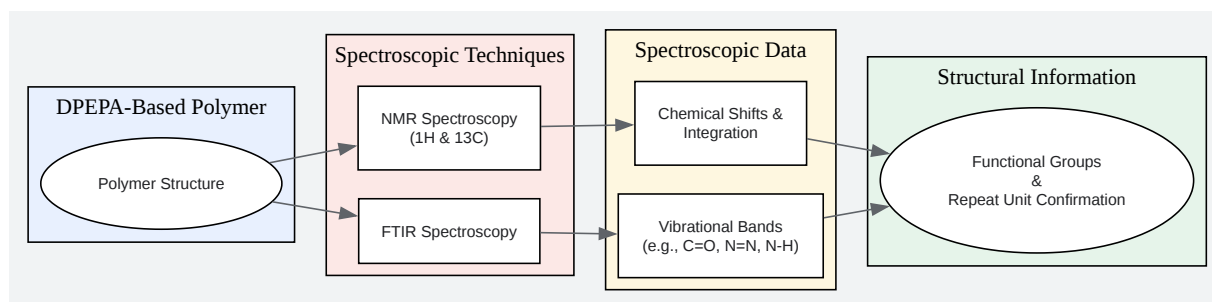 DPEPA-Based Polymer
Polymer Structure
Spectroscopic Techniques
NMR Spectroscopy
(1H & 13C)
FTIR Spectroscopy
Spectroscopic Data
Chemical Shifts &
Integration
Vibrational Bands
(e.g., C=O, N=N, N-H)
Structural Information
Functional Groups
&
Repeat Unit Confirmation